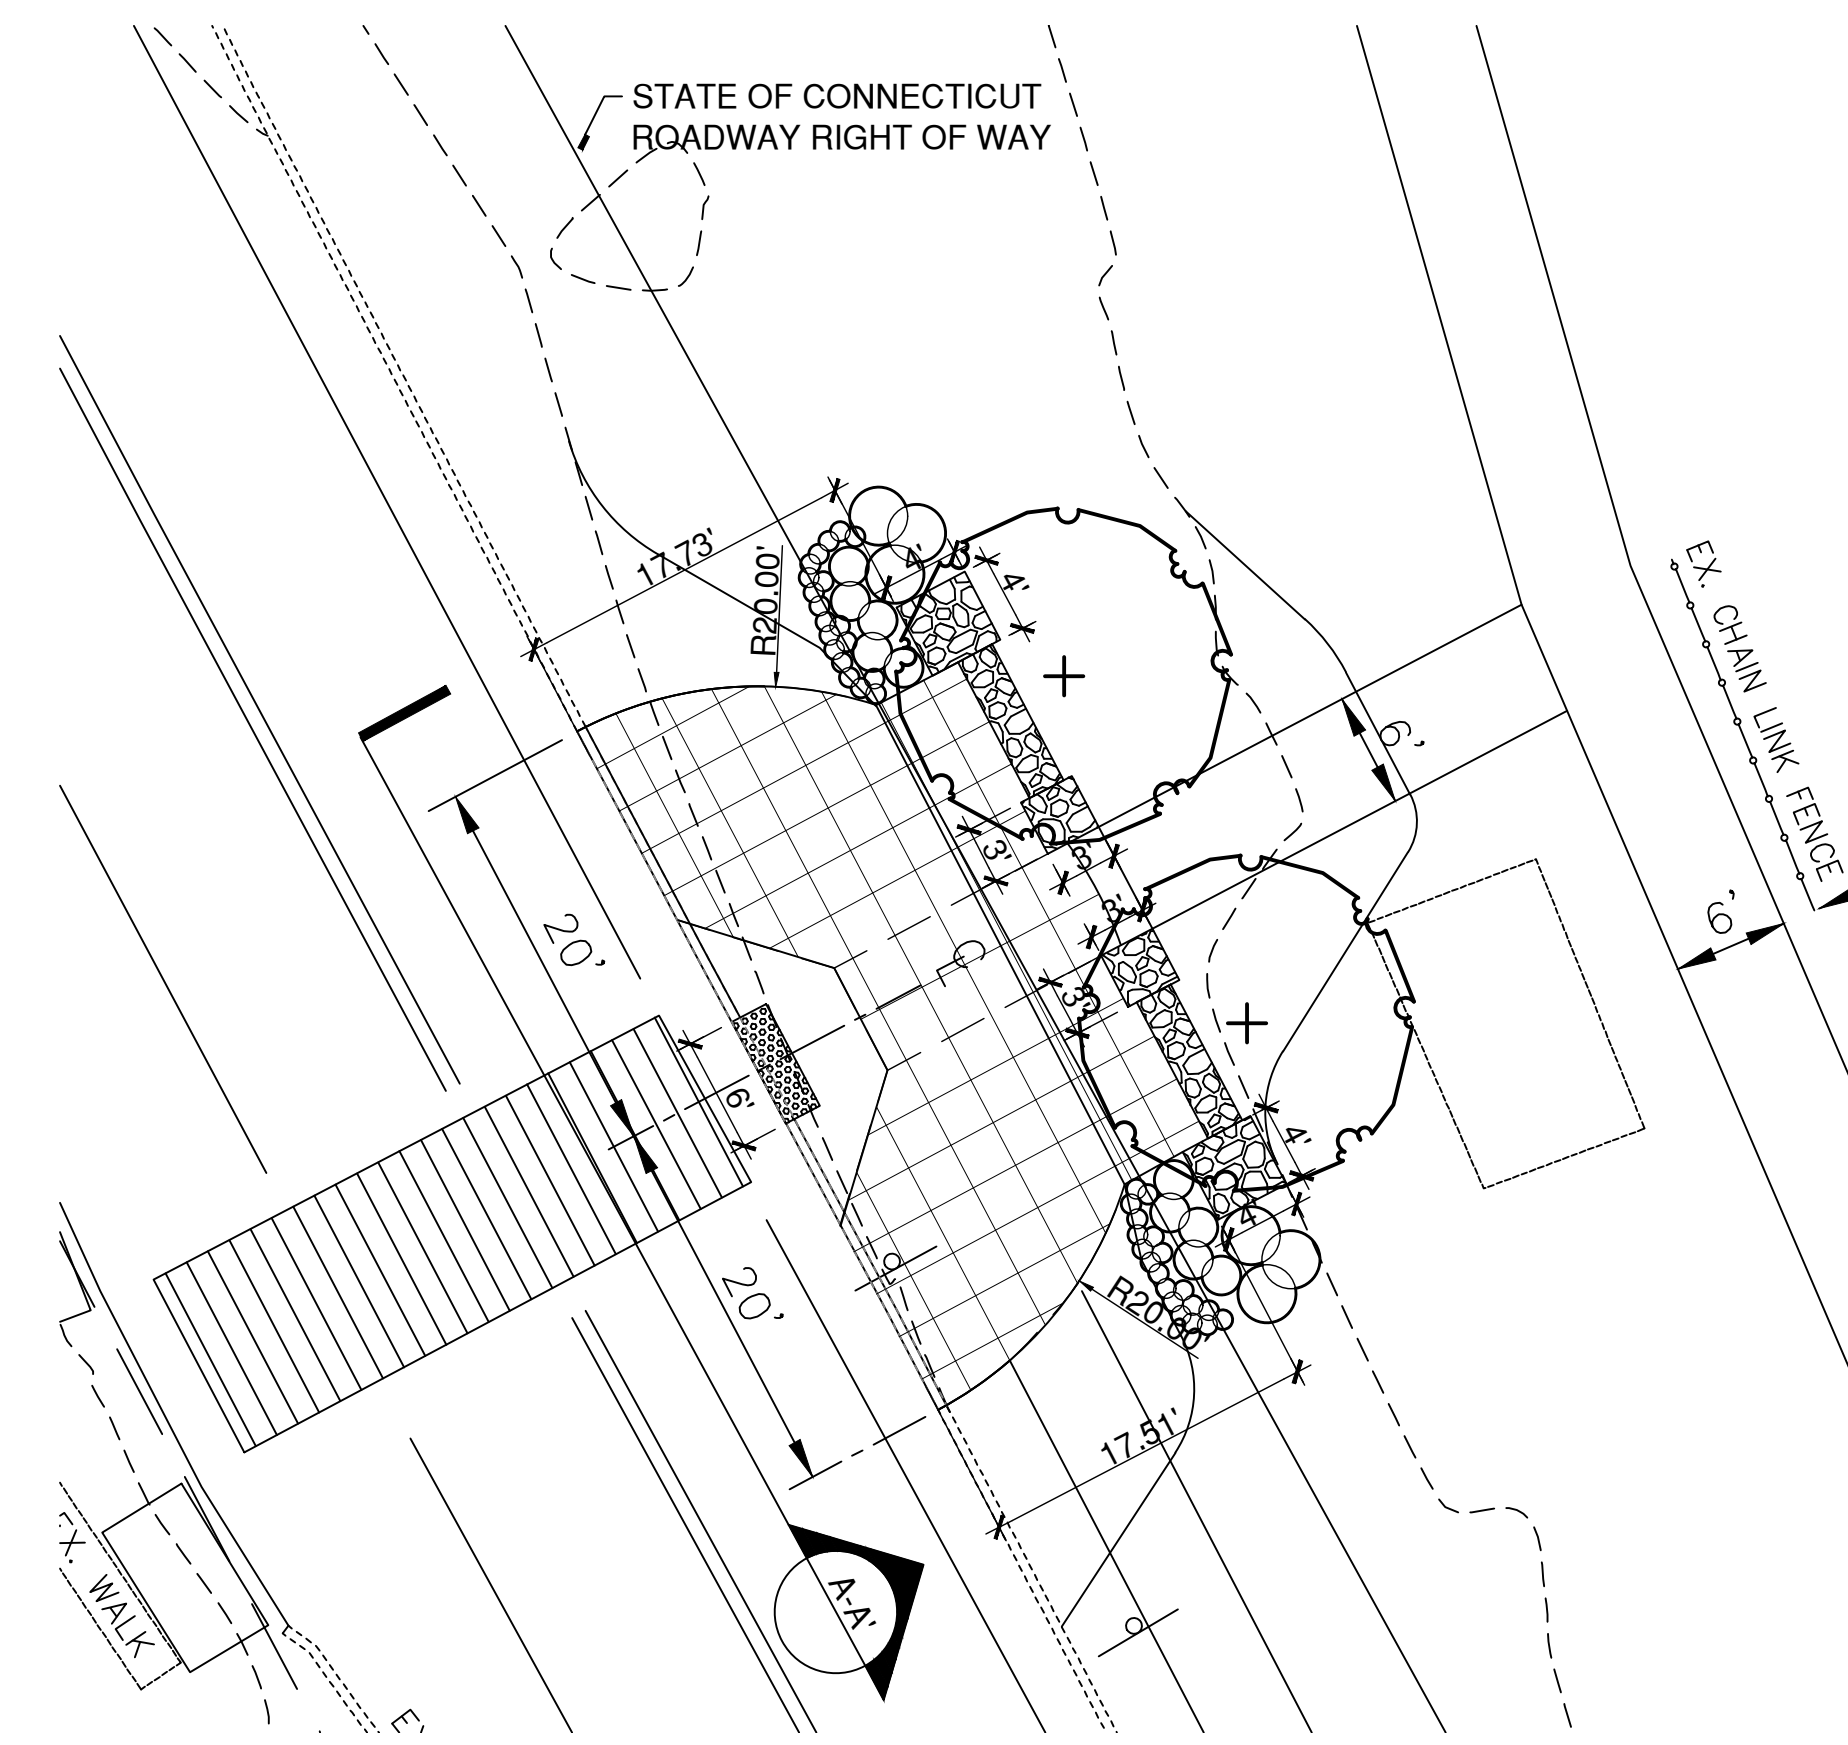 STATE OF CONNECTICUT
ROADWAY RIGHT OF WAY
17.73'
R20.00'
4'
4'
EX. CHAIN LINK FENCE
6'
3'
3'
3'
3'
20'
6'
6'
4'
4'
20'
R20.00'
17.51'
A-A'
EX. WALK
E